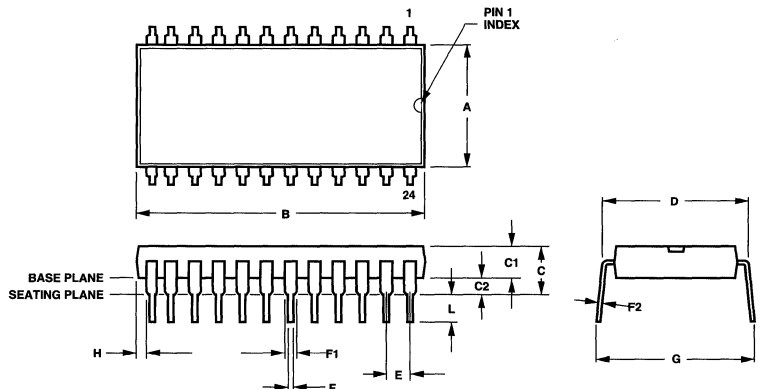 1
PIN 1
INDEX
A
24
B
D
C1
C
BASE PLANE
C2
SEATING PLANE
L
F2
H
F1
E
G
F